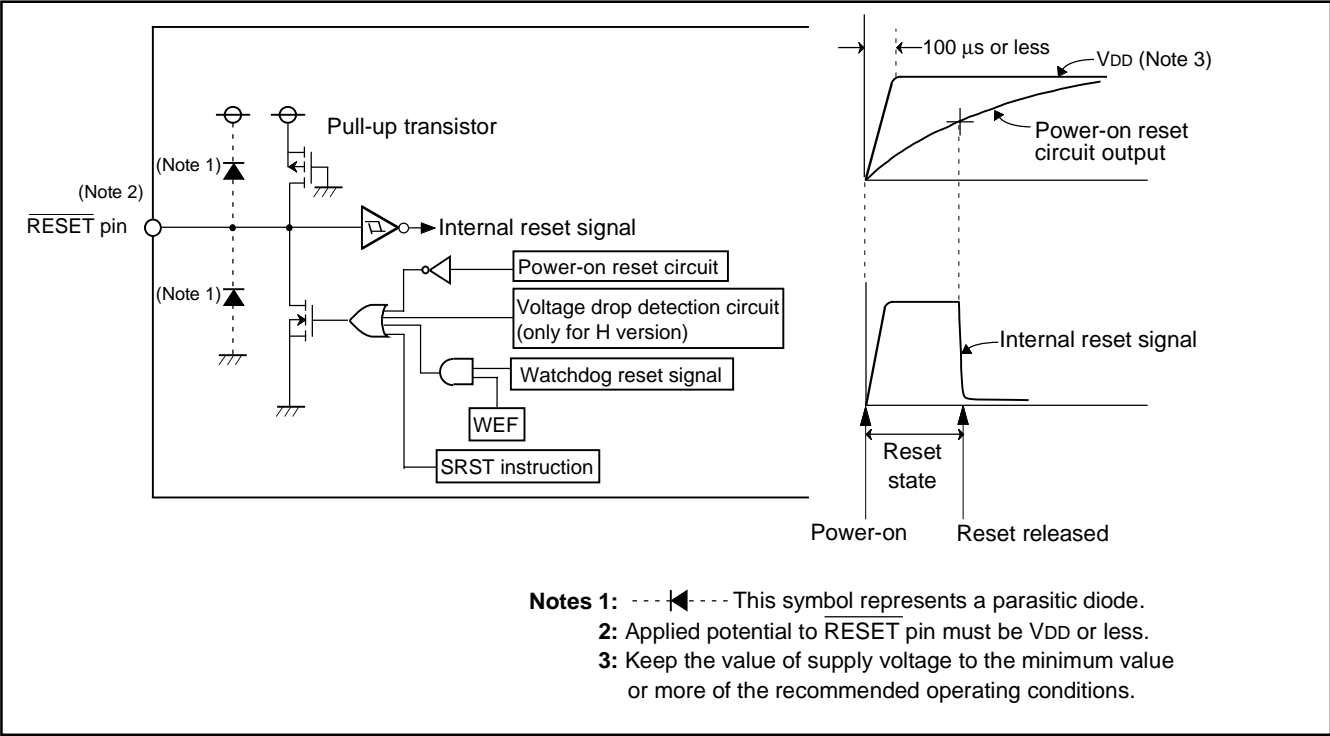 100 μs or less
VDD (Note 3)
Pull-up transistor
Power-on reset
circuit output
(Note 1)
(Note 2)
RESET pin
Internal reset signal
Power-on reset circuit
(Note 1)
Voltage drop detection circuit
(only for H version)
Watchdog reset signal
WEF
SRST instruction
Internal reset signal
Reset
state
Power-on
Reset released
Notes 1: This symbol represents a parasitic diode.
2: Applied potential to RESET pin must be VDD or less.
3: Keep the value of supply voltage to the minimum value
or more of the recommended operating conditions.